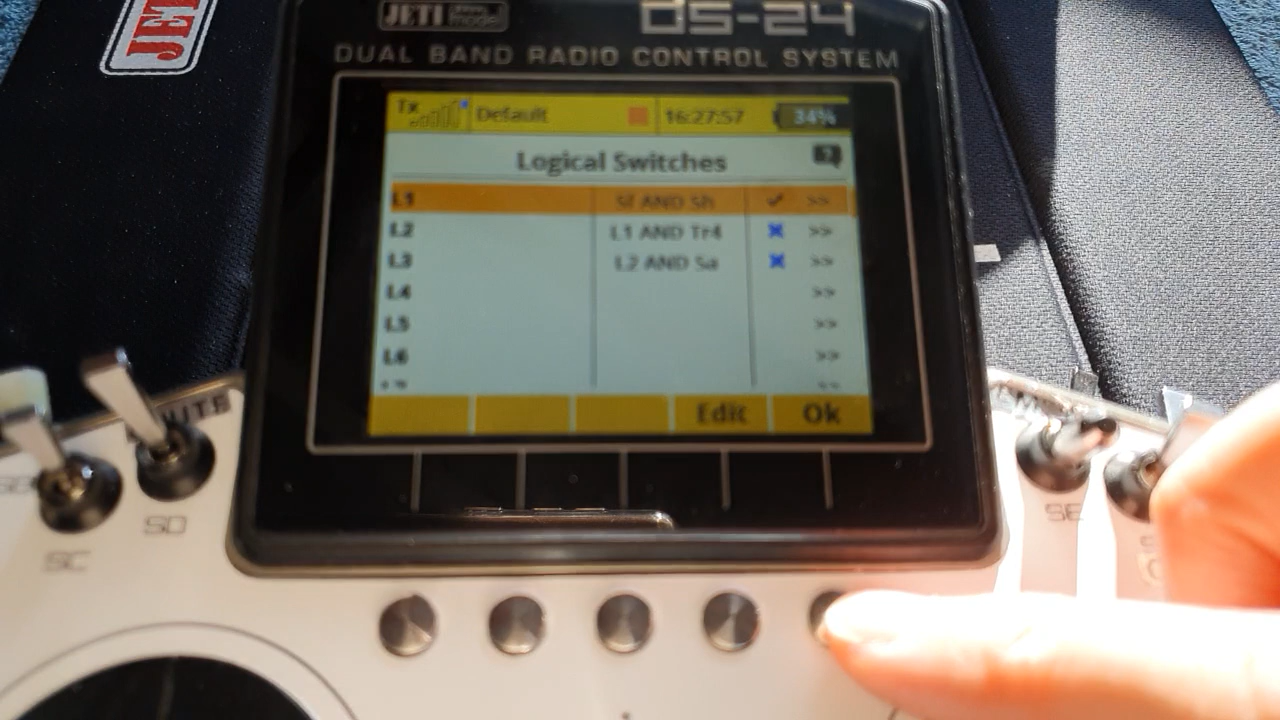 JETI model DS-24
DUAL BAND RADIO CONTROL SYSTEM
Tx Default 16:27:57 34%
Logical Switches
L1 Sf AND Sh >>
L2 L1 AND Tr4 >>
L3 L2 AND Sa >>
L4 >>
L5 >>
L6 >>
Edit Ok
SC
SD
SE